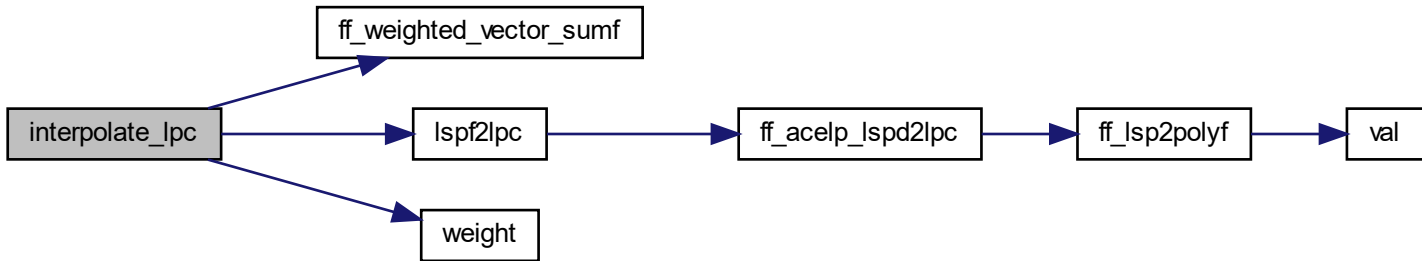 ff_weighted_vector_sumf
interpolate_lpc
lspf2lpc
ff_acelp_lspd2lpc
ff_lsp2polyf
val
weight